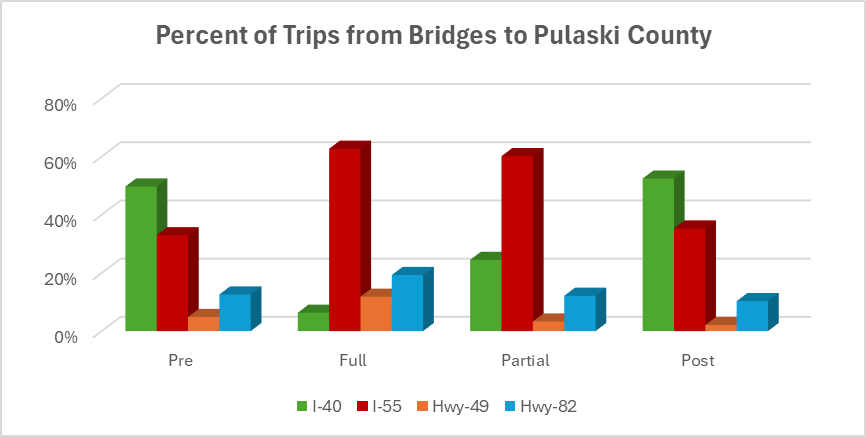 Percent of Trips from Bridges to Pulaski County
80%
60%
40%
20%
0%
Pre Full Partial Post
I-40 I-55 Hwy-49 Hwy-82